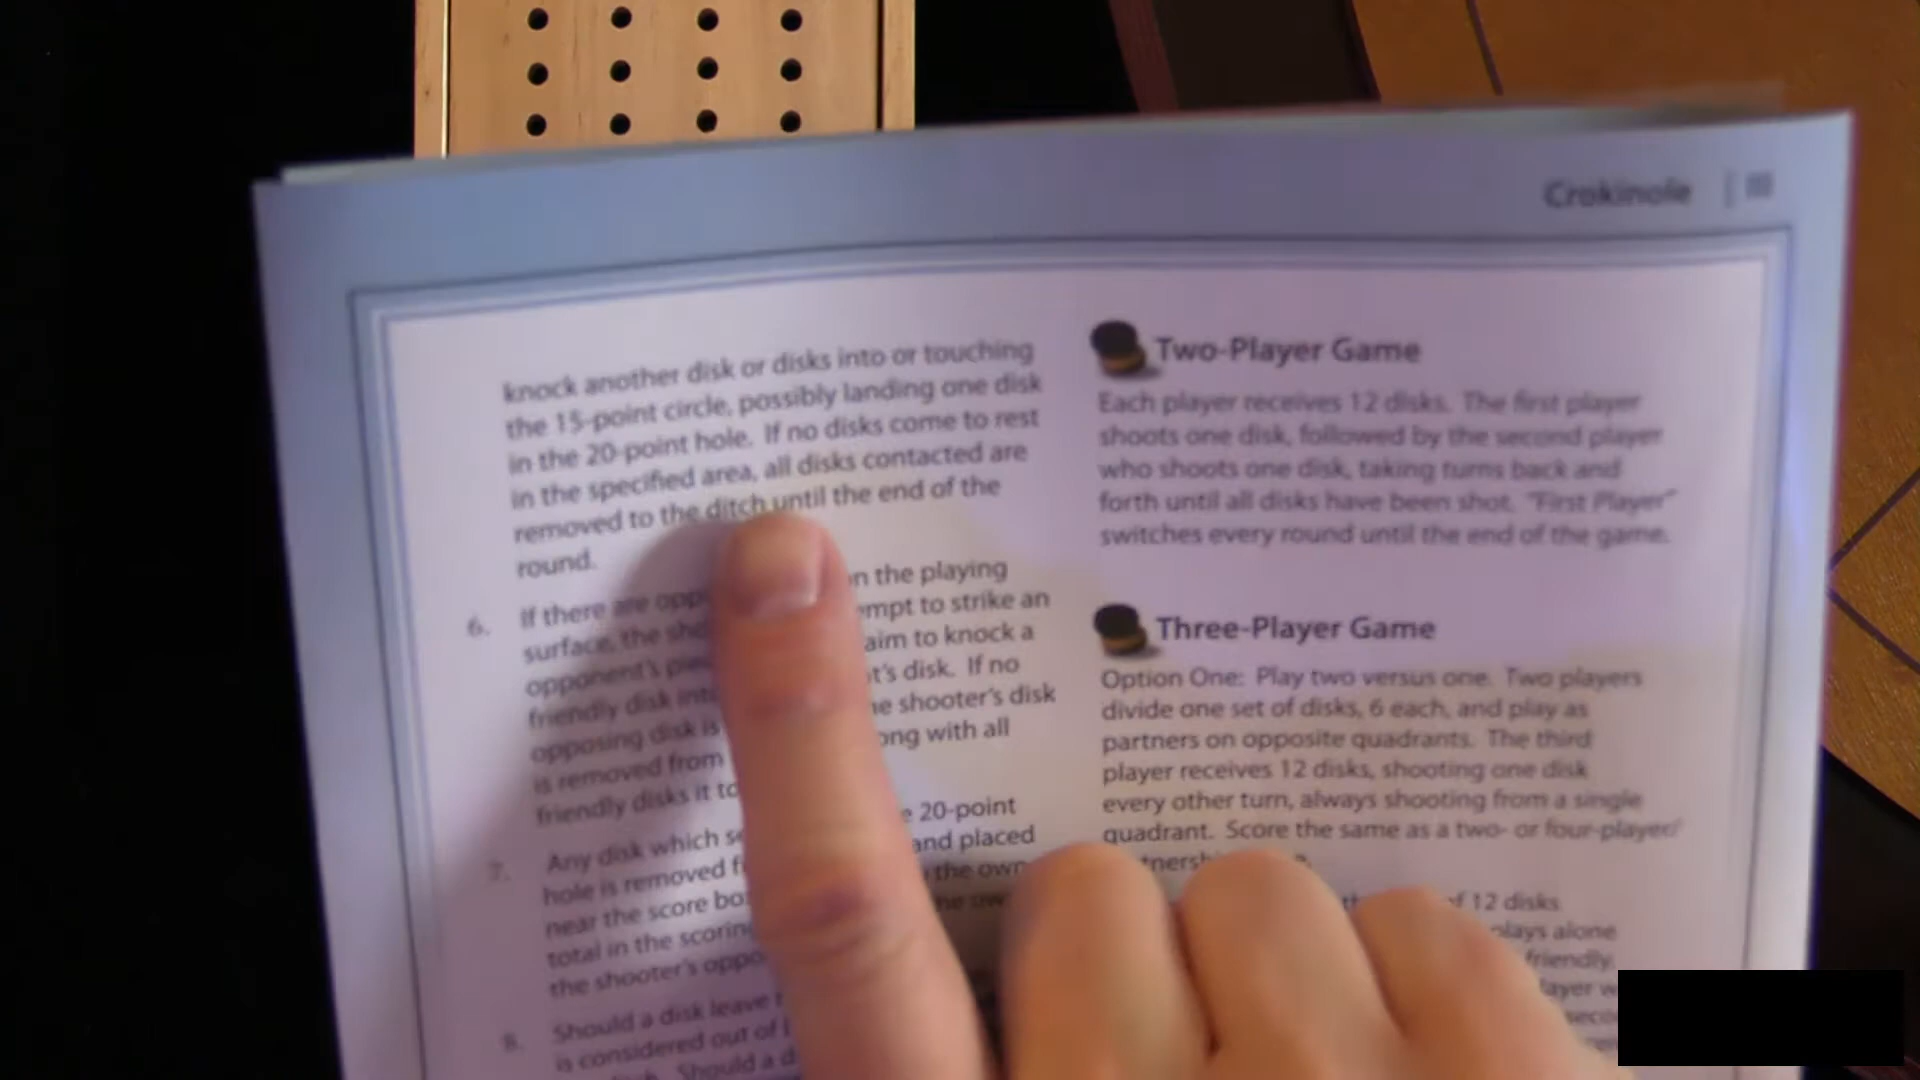 Crokinole
knock another disk or disks into or touching
the 15-point circle, possibly landing one disk
in the 20-point hole. If no disks come to rest
in the specified area, all disks contacted are
removed to the ditch until the end of the
round.
6. If there are opp n the playing
surface, the sho empt to strike an
opponent's piec aim to knock a
friendly disk into t's disk. If no
opposing disk is he shooter's disk
is removed from ong with all
friendly disks it to
7. Any disk which se e 20-point
hole is removed f and placed
near the score bo the own
total in the scoring
the shooter's oppo
8. Should a disk leave t
is considered out of
Should a d
Two-Player Game
Each player receives 12 disks. The first player
shoots one disk, followed by the second player
who shoots one disk, taking turns back and
forth until all disks have been shot. "First Player"
switches every round until the end of the game.
Three-Player Game
Option One: Play two versus one. Two players
divide one set of disks, 6 each, and play as
partners on opposite quadrants. The third
player receives 12 disks, shooting one disk
every other turn, always shooting from a single
quadrant. Score the same as a two- or four-player
of 12 disks
plays alone
friendly.